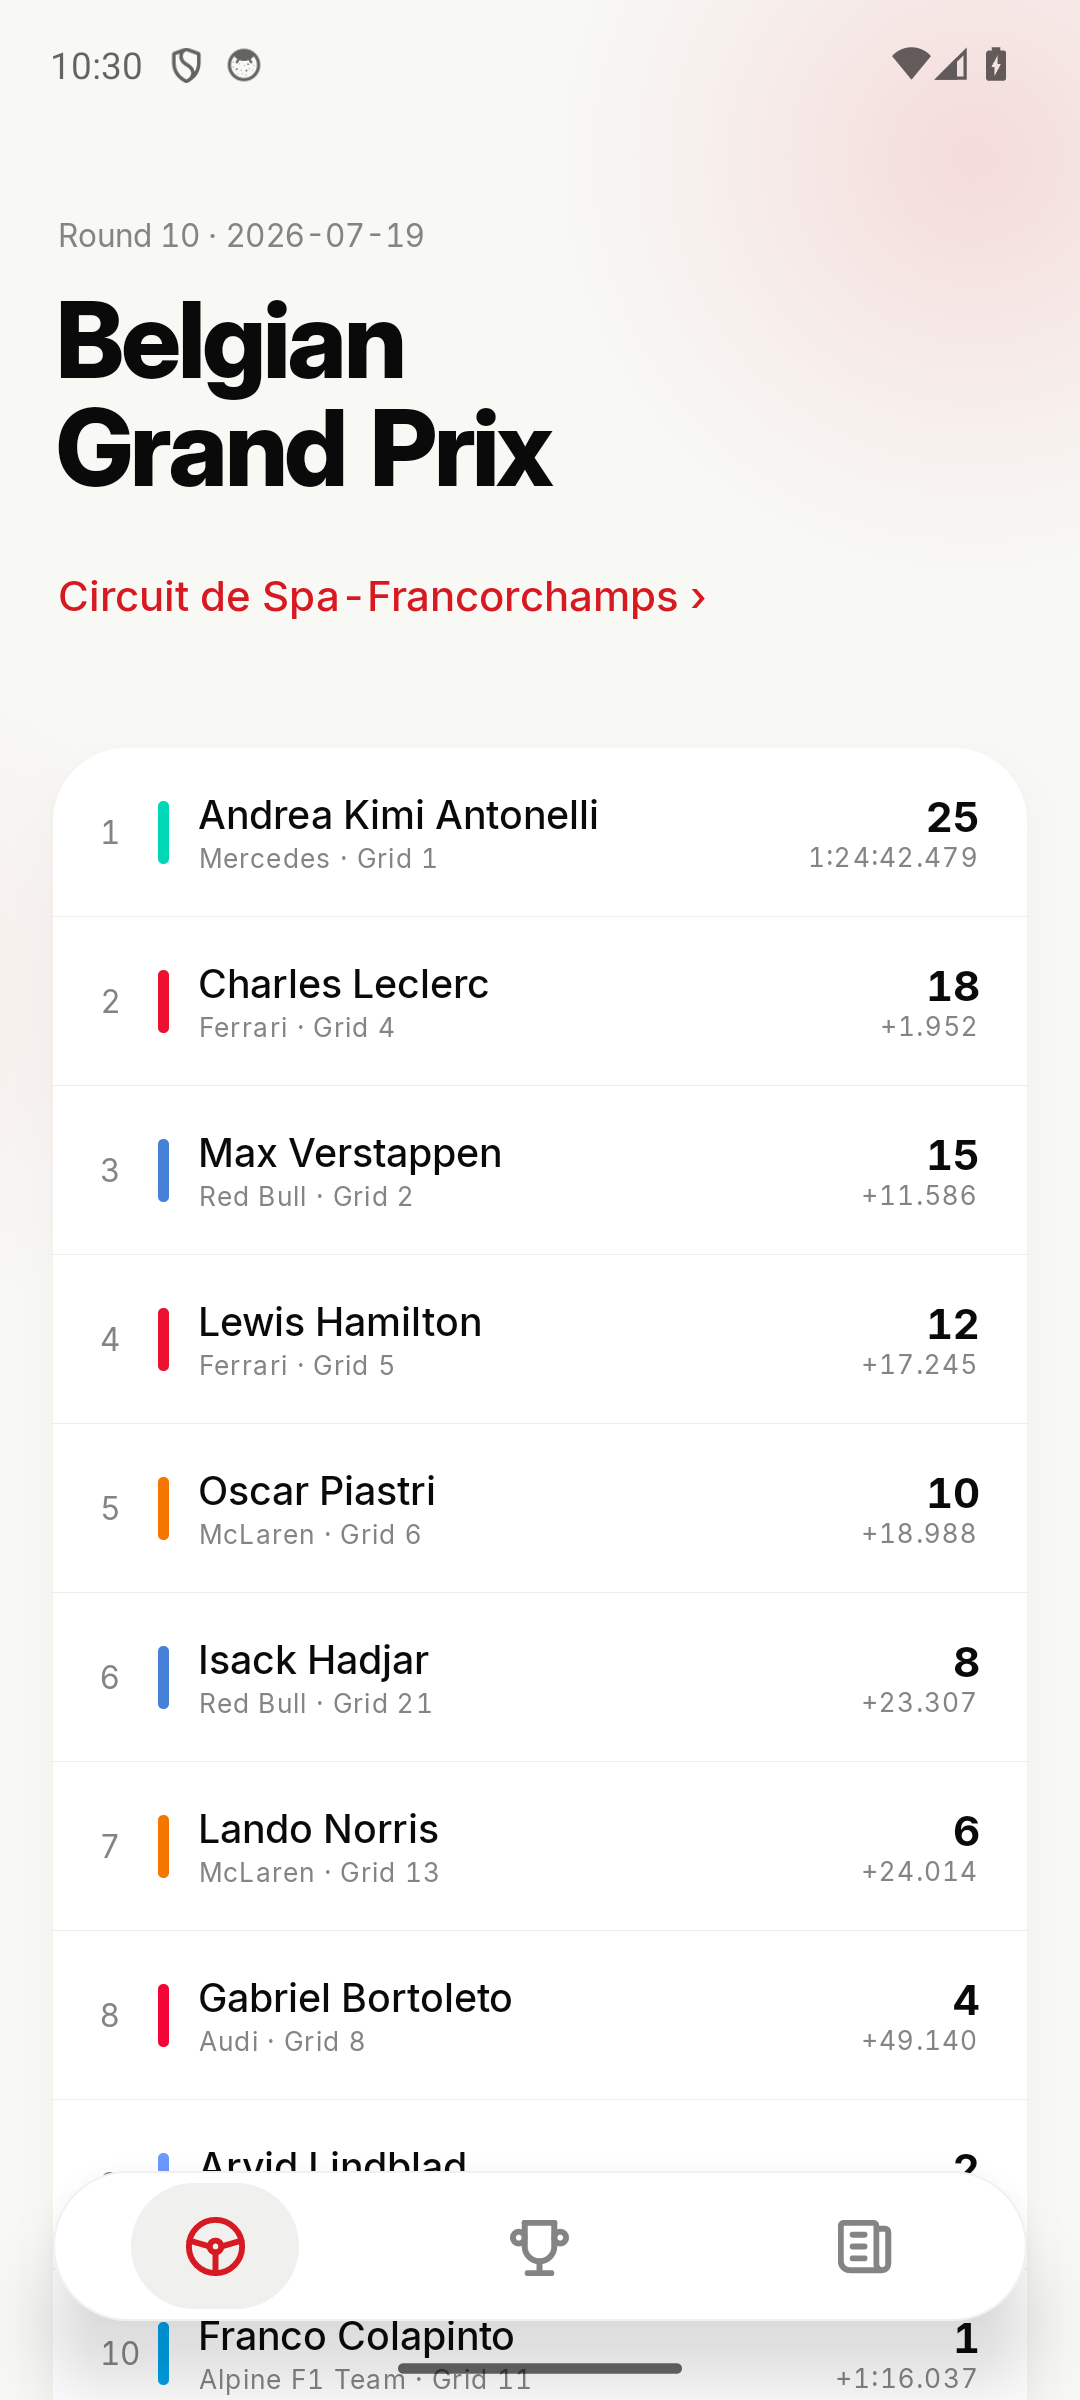 10:30
Round 10 · 2026-07-19
Belgian
Grand Prix
Circuit de Spa-Francorchamps ›
1 Andrea Kimi Antonelli 25
Mercedes · Grid 1 1:24:42.479
2 Charles Leclerc 18
Ferrari · Grid 4 +1.952
3 Max Verstappen 15
Red Bull · Grid 2 +11.586
4 Lewis Hamilton 12
Ferrari · Grid 5 +17.245
5 Oscar Piastri 10
McLaren · Grid 6 +18.988
6 Isack Hadjar 8
Red Bull · Grid 21 +23.307
7 Lando Norris 6
McLaren · Grid 13 +24.014
8 Gabriel Bortoleto 4
Audi · Grid 8 +49.140
Arvid Lindblad 2
10 Franco Colapinto 1
Alpine F1 Team · Grid 11 +1:16.037